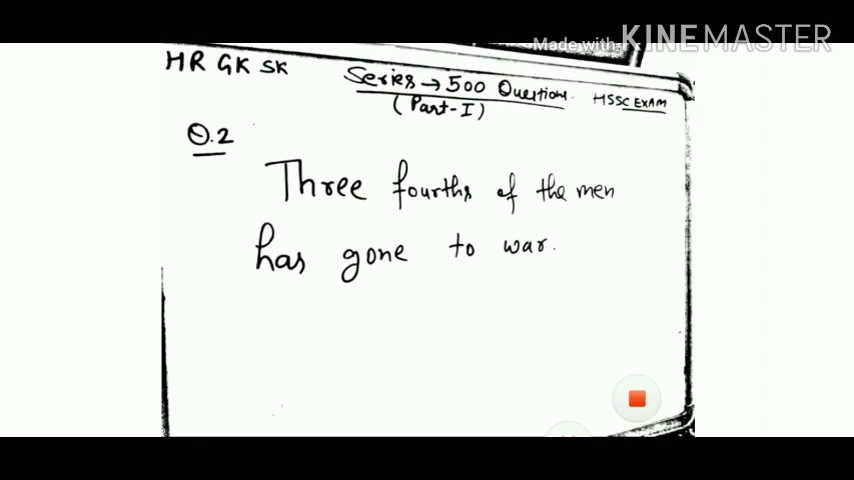 Made with KINEMASTER
HR GK SK
Series → 500 Questions.
HSSC EXAM
(Part-I)
Q.2
Three fourths of the men
has gone to war.